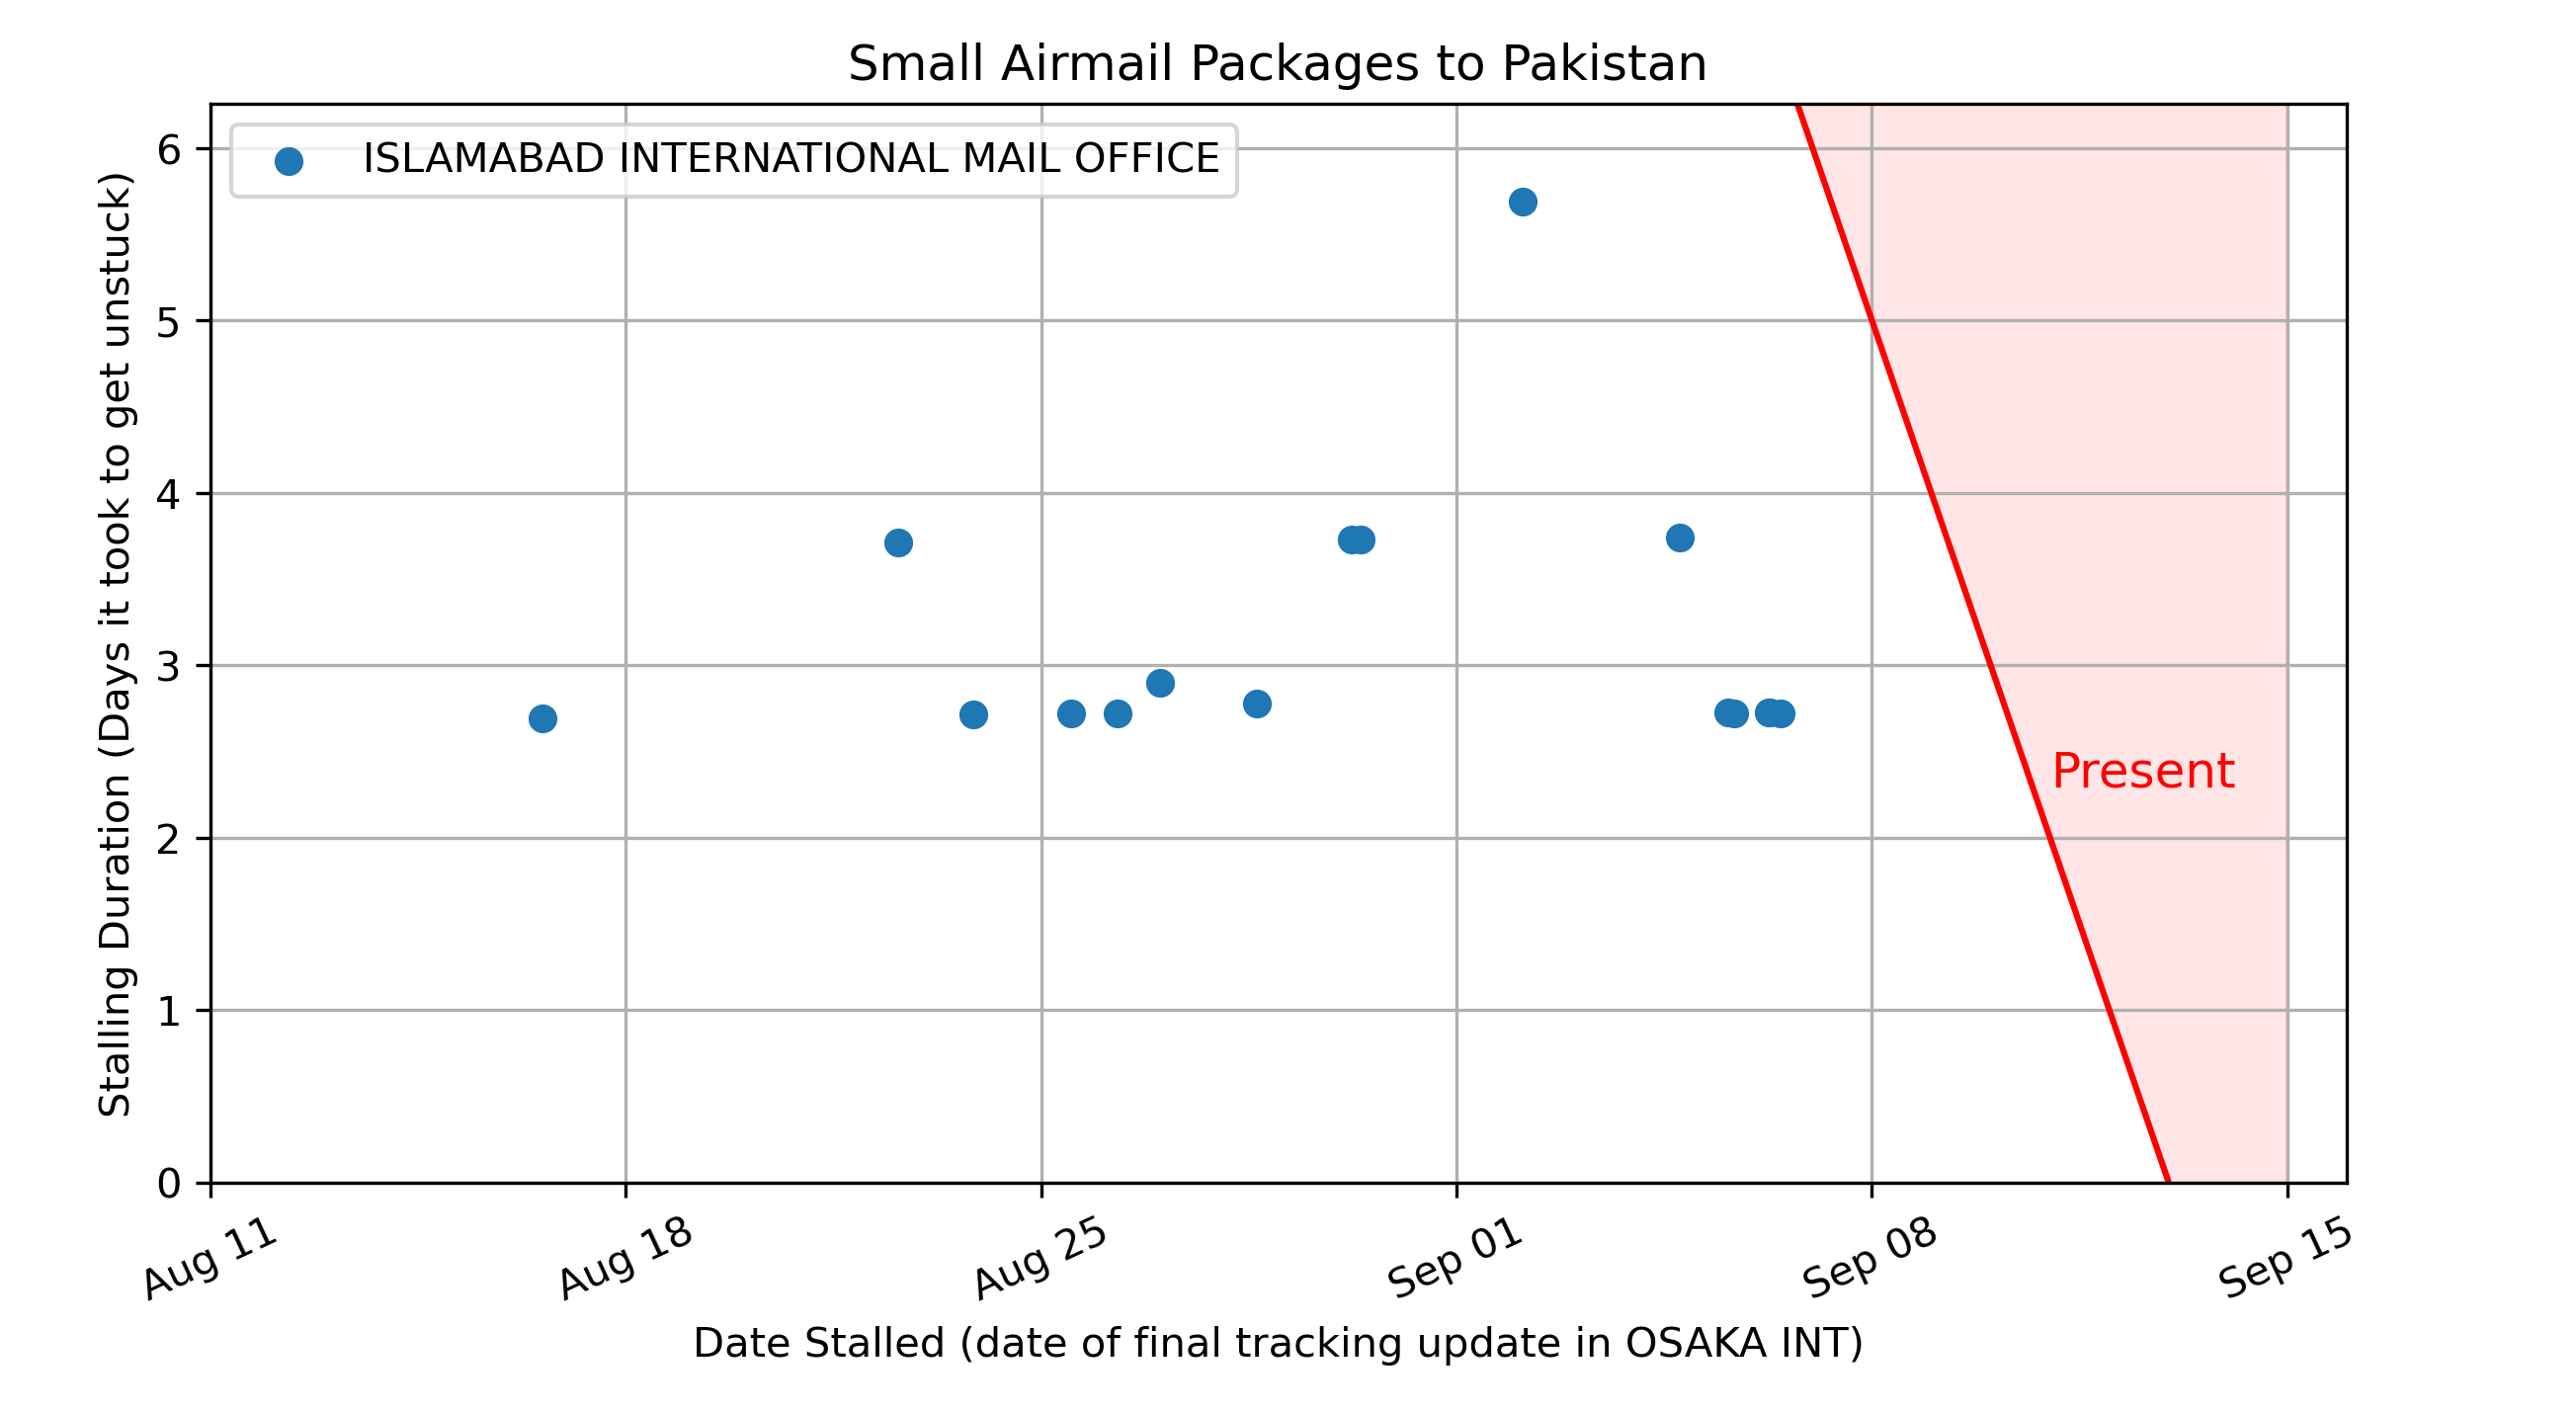 Small Airmail Packages to Pakistan
ISLAMABAD INTERNATIONAL MAIL OFFICE
Stalling Duration (Days it took to get unstuck)
6
5
4
3
2
1
0
Present
Aug 11
Aug 18
Aug 25
Sep 01
Sep 08
Sep 15
Date Stalled (date of final tracking update in OSAKA INT)